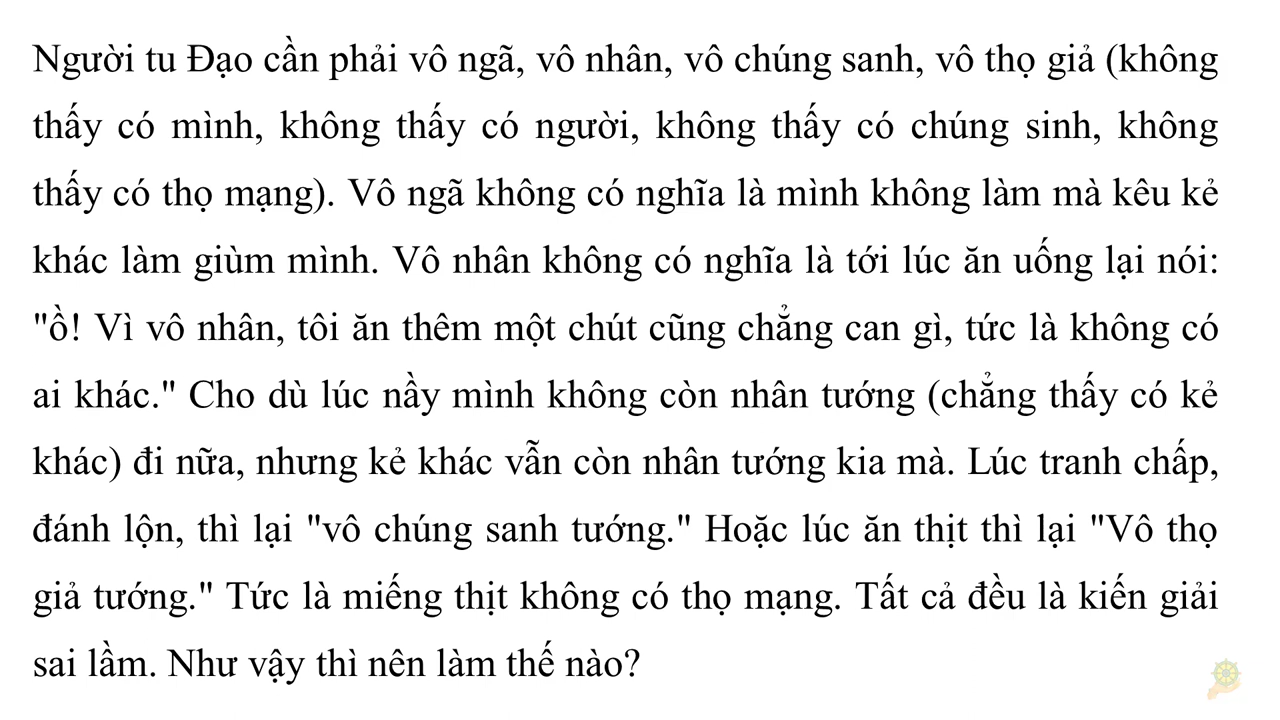 Người tu Đạo cần phải vô ngã, vô nhân, vô chúng sanh, vô thọ giả (không
thấy có mình, không thấy có người, không thấy có chúng sinh, không
thấy có thọ mạng). Vô ngã không có nghĩa là mình không làm mà kêu kẻ
khác làm giùm mình. Vô nhân không có nghĩa là tới lúc ăn uống lại nói:
"ồ! Vì vô nhân, tôi ăn thêm một chút cũng chẳng can gì, tức là không có
ai khác." Cho dù lúc nầy mình không còn nhân tướng (chẳng thấy có kẻ
khác) đi nữa, nhưng kẻ khác vẫn còn nhân tướng kia mà. Lúc tranh chấp,
đánh lộn, thì lại "vô chúng sanh tướng." Hoặc lúc ăn thịt thì lại "Vô thọ
giả tướng." Tức là miếng thịt không có thọ mạng. Tất cả đều là kiến giải
sai lầm. Như vậy thì nên làm thế nào?